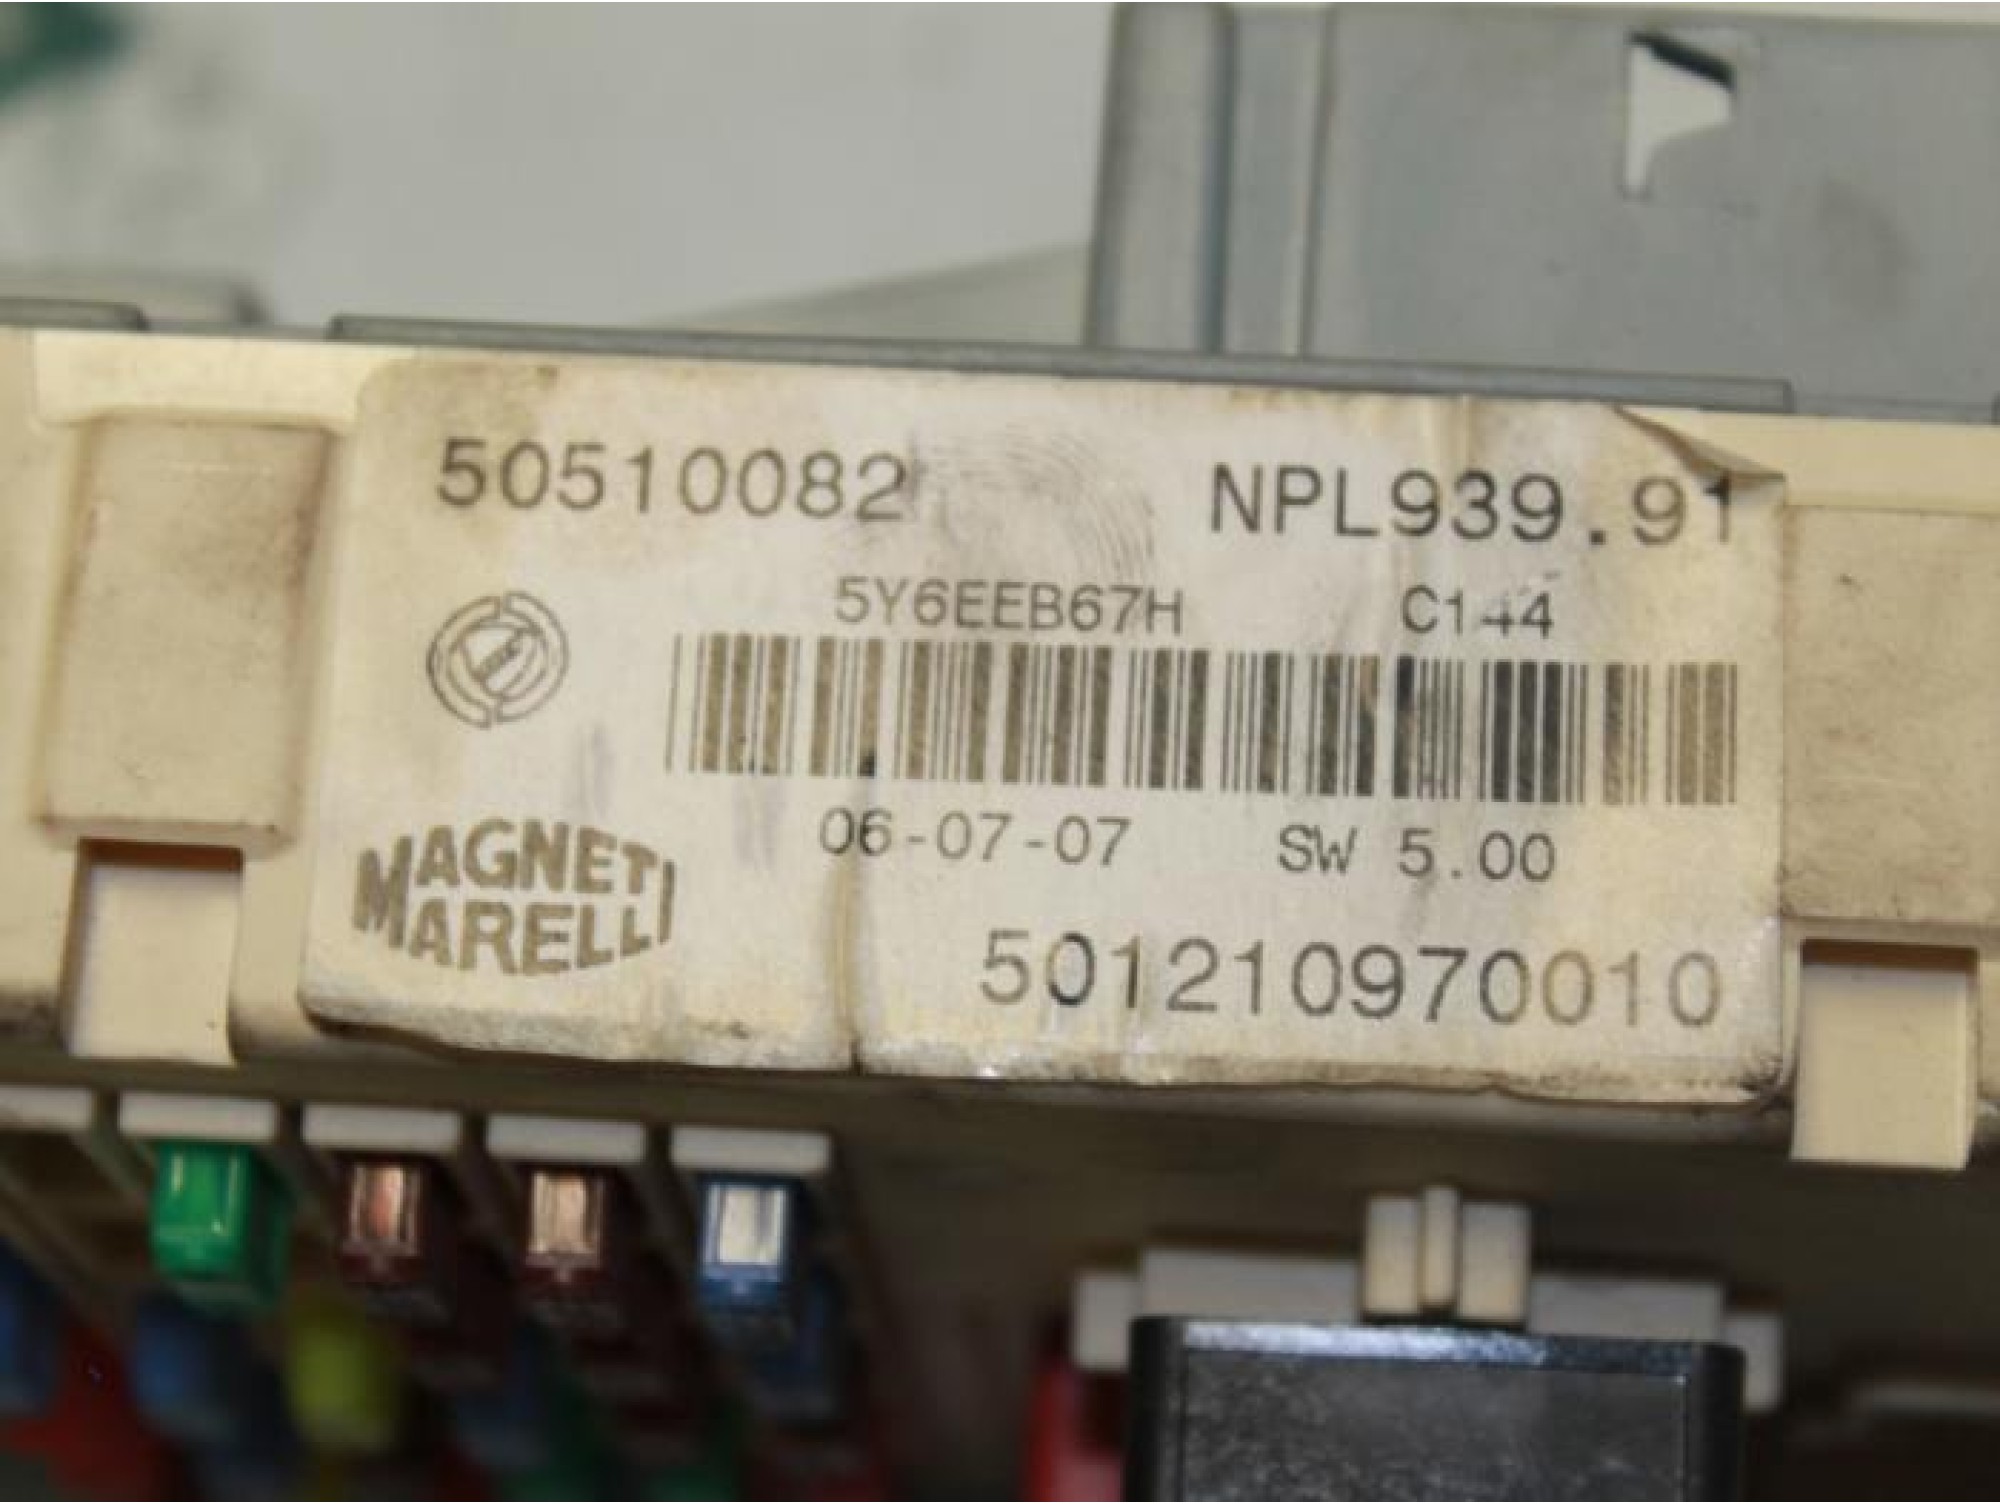 50510082 NPL939.91
5Y6EEB67H C144
06-07-07 SW 5.00
MAGNETI
MARELLI
501210970010